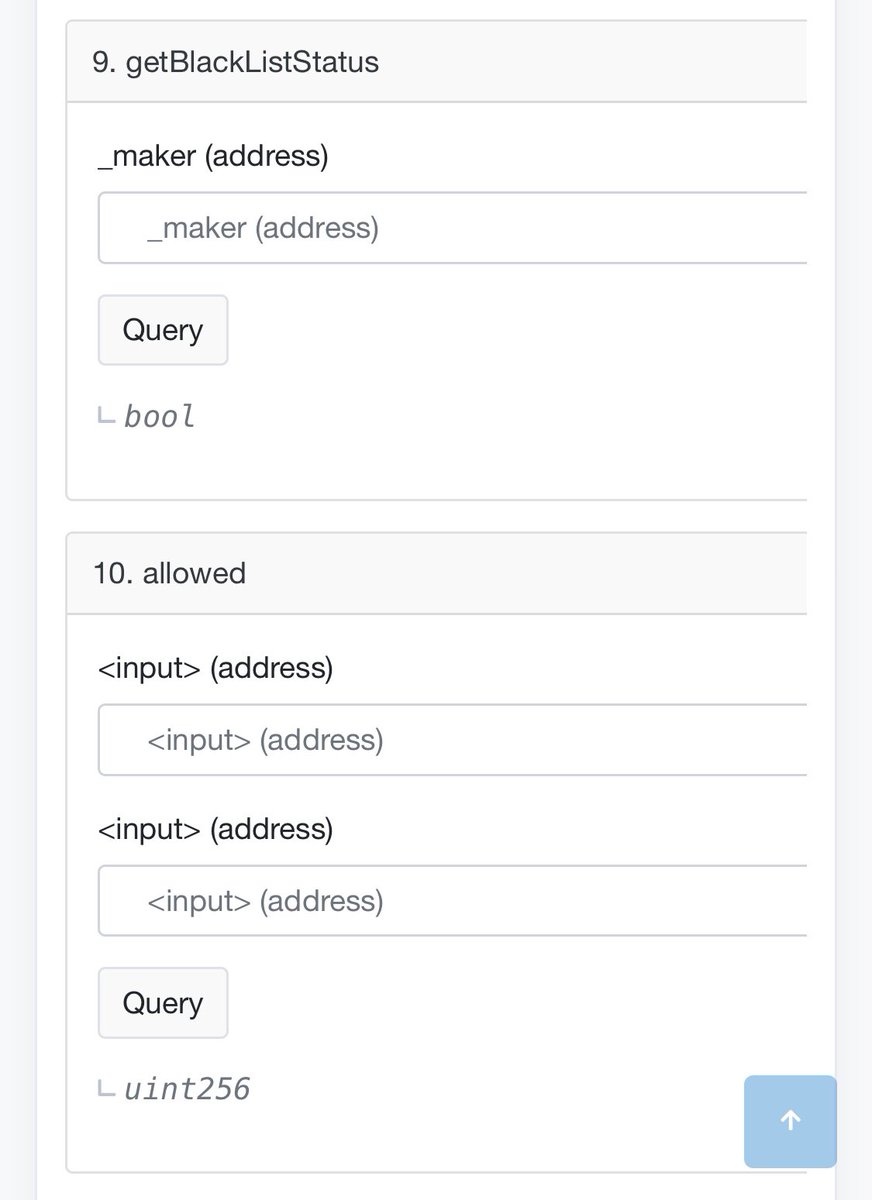 9. getBlackListStatus
_maker (address)
_maker (address)
Query
bool
10. allowed
<input> (address)
<input> (address)
<input> (address)
<input> (address)
Query
uint256